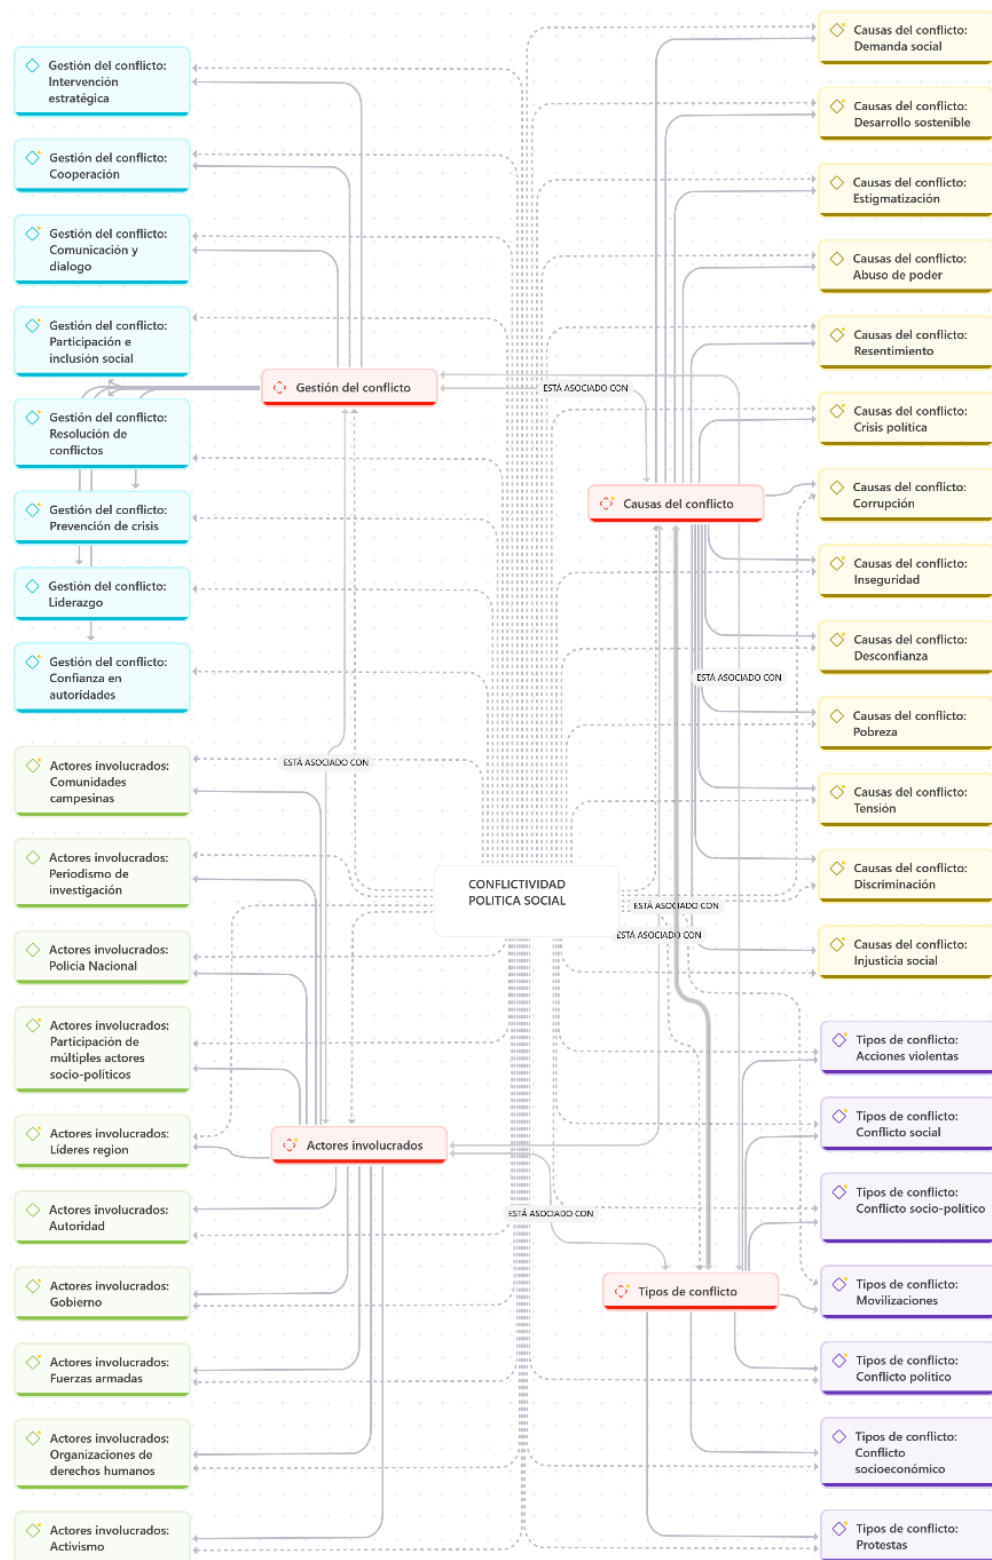 Gestión del conflicto:
Intervención
estratégica
Gestión del conflicto:
Cooperación
Gestión del conflicto:
Comunicación y
dialogo
Gestión del conflicto:
Participación e
inclusión social
Gestión del conflicto:
Resolución de
conflictos
Gestión del conflicto:
Prevención de crisis
Gestión del conflicto:
Liderazgo
Gestión del conflicto:
Confianza en
autoridades
Actores involucrados:
Comunidades
campesinas
Actores involucrados:
Periodismo de
investigación
Actores involucrados:
Policia Nacional
Actores involucrados:
Participación de
múltiples actores
socio-políticos
Actores involucrados:
Líderes region
Actores involucrados:
Autoridad
Actores involucrados:
Gobierno
Actores involucrados:
Fuerzas armadas
Actores involucrados:
Organizaciones de
derechos humanos
Actores involucrados:
Activismo
Gestión del conflicto
ESTÁ ASOCIADO CON
Causas del conflicto
ESTÁ ASOCIADO CON
ESTÁ ASOCIADO CON
CONFLICTIVIDAD
POLITICA SOCIAL
ESTÁ ASOCIADO CON
ESTÁ ASOCIADO CON
Actores involucrados
ESTÁ ASOCIADO CON
Tipos de conflicto
Causas del conflicto:
Demanda social
Causas del conflicto:
Desarrollo sostenible
Causas del conflicto:
Estigmatización
Causas del conflicto:
Abuso de poder
Causas del conflicto:
Resentimiento
Causas del conflicto:
Crisis política
Causas del conflicto:
Corrupción
Causas del conflicto:
Inseguridad
Causas del conflicto:
Desconfianza
Causas del conflicto:
Pobreza
Causas del conflicto:
Tensión
Causas del conflicto:
Discriminación
Causas del conflicto:
Injusticia social
Tipos de conflicto:
Acciones violentas
Tipos de conflicto:
Conflicto social
Tipos de conflicto:
Conflicto socio-político
Tipos de conflicto:
Movilizaciones
Tipos de conflicto:
Conflicto político
Tipos de conflicto:
Conflicto
socioeconómico
Tipos de conflicto:
Protestas